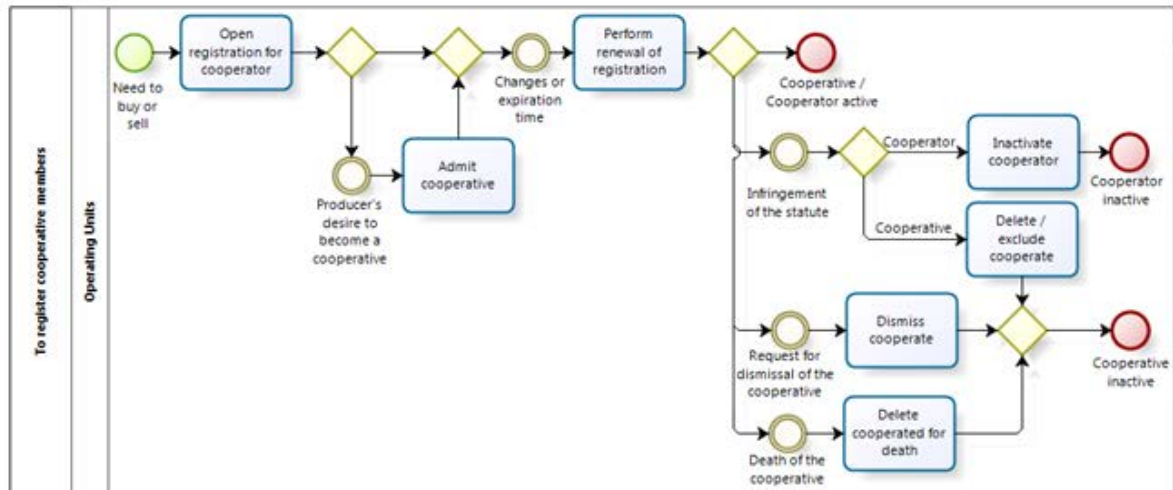 To register cooperative members
Operating Units
Need to
buy or
sell
Open
registration for
cooperator
Producer's
desire to
become a
cooperative
Admit
cooperative
Changes or
expiration
time
Perform
renewal of
registration
Cooperative /
Cooperator active
Infringement
of the statute
Cooperator
Inactivate
cooperator
Cooperator
inactive
Cooperative
Delete /
exclude
cooperate
Request for
dismissal of the
cooperative
Dismiss
cooperate
Cooperative
inactive
Death of the
cooperative
Delete
cooperated for
death